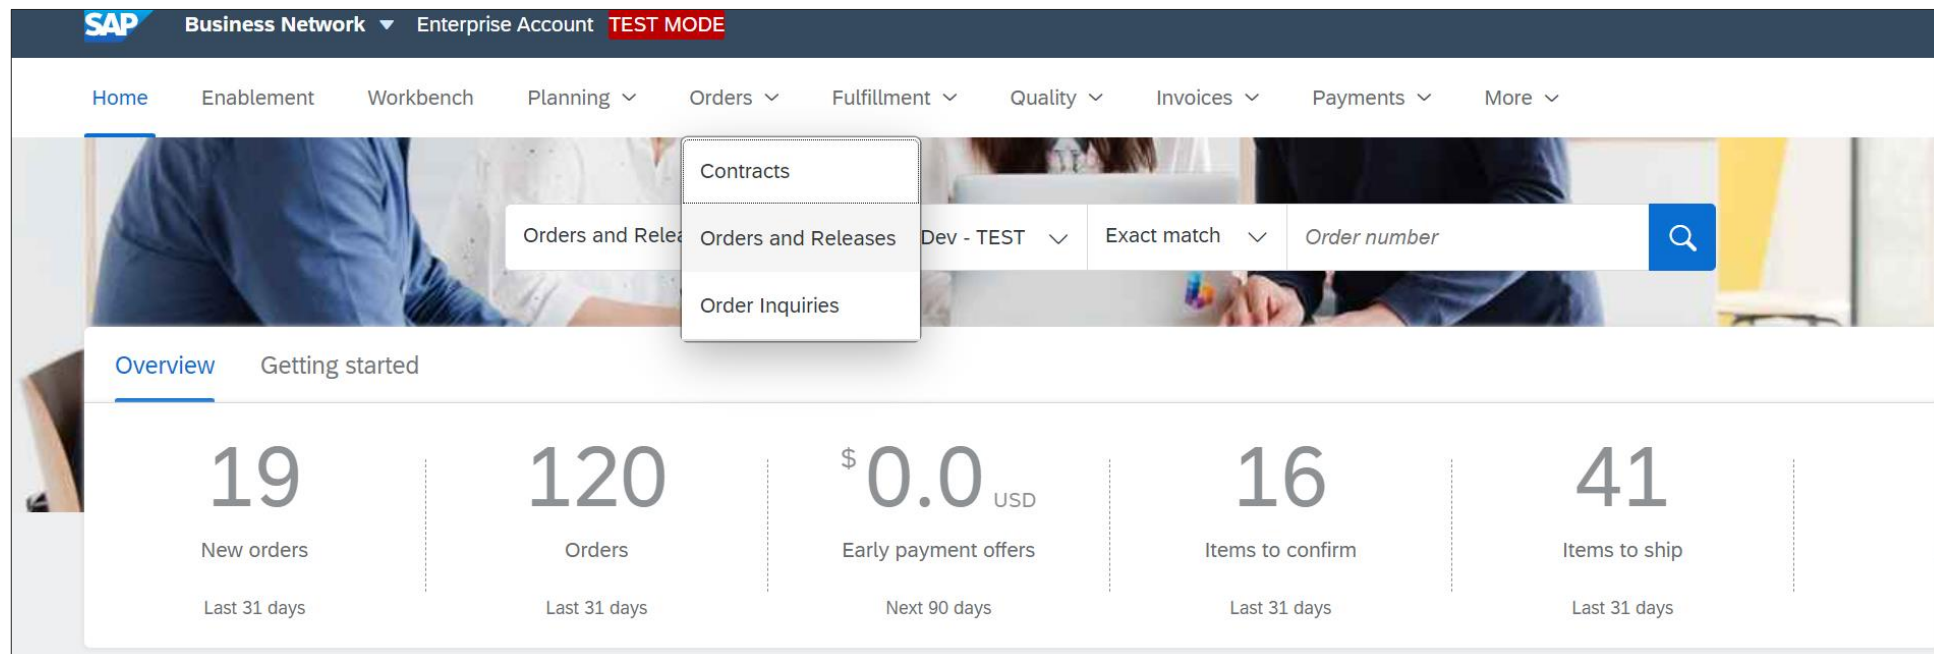 SAP Business Network Enterprise Account TEST MODE
Home Enablement Workbench Planning Orders Fulfillment Quality Invoices Payments More
Contracts
Orders and Relea Orders and Releases Dev - TEST Exact match Order number
Order Inquiries
Overview Getting started
19 120 $0.0 USD 16 41
New orders Orders Early payment offers Items to confirm Items to ship
Last 31 days Last 31 days Next 90 days Last 31 days Last 31 days